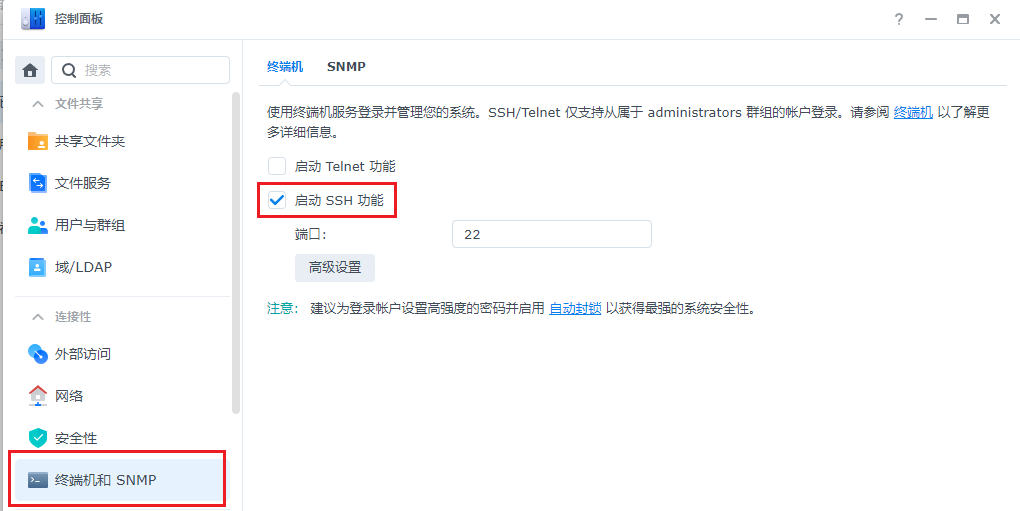 控制面板
搜索
文件共享
共享文件夹
文件服务
用户与群组
域/LDAP
连接性
外部访问
网络
安全性
终端机和 SNMP
终端机 SNMP
使用终端机服务登录并管理您的系统。SSH/Telnet 仅支持从属于 administrators 群组的帐户登录。请参阅 终端机 以了解更
多详细信息。
启动 Telnet 功能
启动 SSH 功能
端口: 22
高级设置
注意: 建议为登录帐户设置高强度的密码并启用 自动封锁 以获得最强的系统安全性。